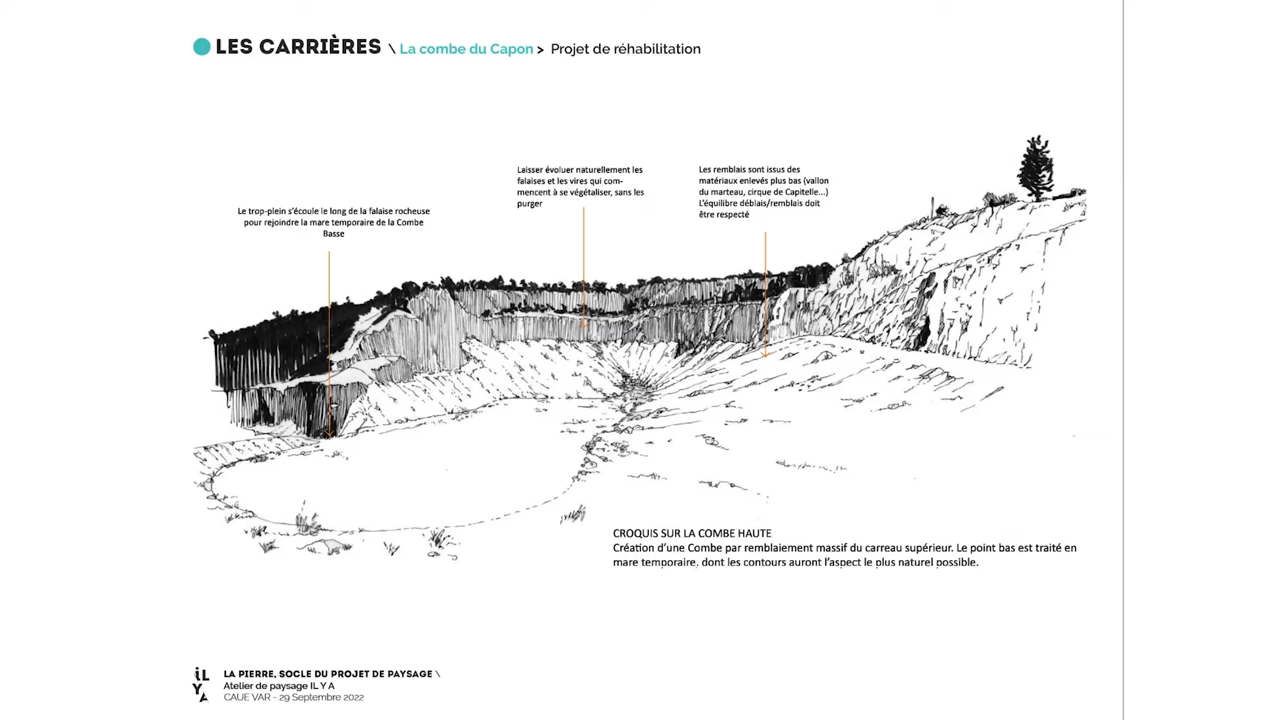 LES CARRIÈRES \ La combe du Capon > Projet de réhabilitation
Laisser évoluer naturellement les
falaises et les vires qui com-
mencent à se végétaliser, sans les
purger
Les remblais sont issus des
matériaux enlevés plus bas (vallon
du marteau, cirque de Capitelle...)
L'équilibre déblais/remblais doit
être respecté
Le trop-plein s'écoule le long de la falaise rocheuse
pour rejoindre la mare temporaire de la Combe
Basse
CROQUIS SUR LA COMBE HAUTE
Création d'une Combe par remblaiement massif du carreau supérieur. Le point bas est traité en
mare temporaire, dont les contours auront l'aspect le plus naturel possible.
iL
YA
LA PIERRE, SOCLE DU PROJET DE PAYSAGE \
Atelier de paysage IL Y A
CAUE VAR - 29 Septembre 2022